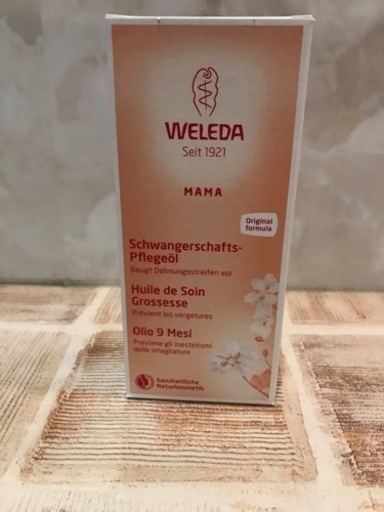 WELEDA
Seit 1921
MAMA
Original
formula
Schwangerschafts-
Pflegeöl
Beugt Dehnungsstreifen vor
Huile de Soin
Grossesse
Prévient les vergetures
Olio 9 Mesi
Previene gli inestetismi
delle smagliature
Ganzheitliche
Naturkosmetik